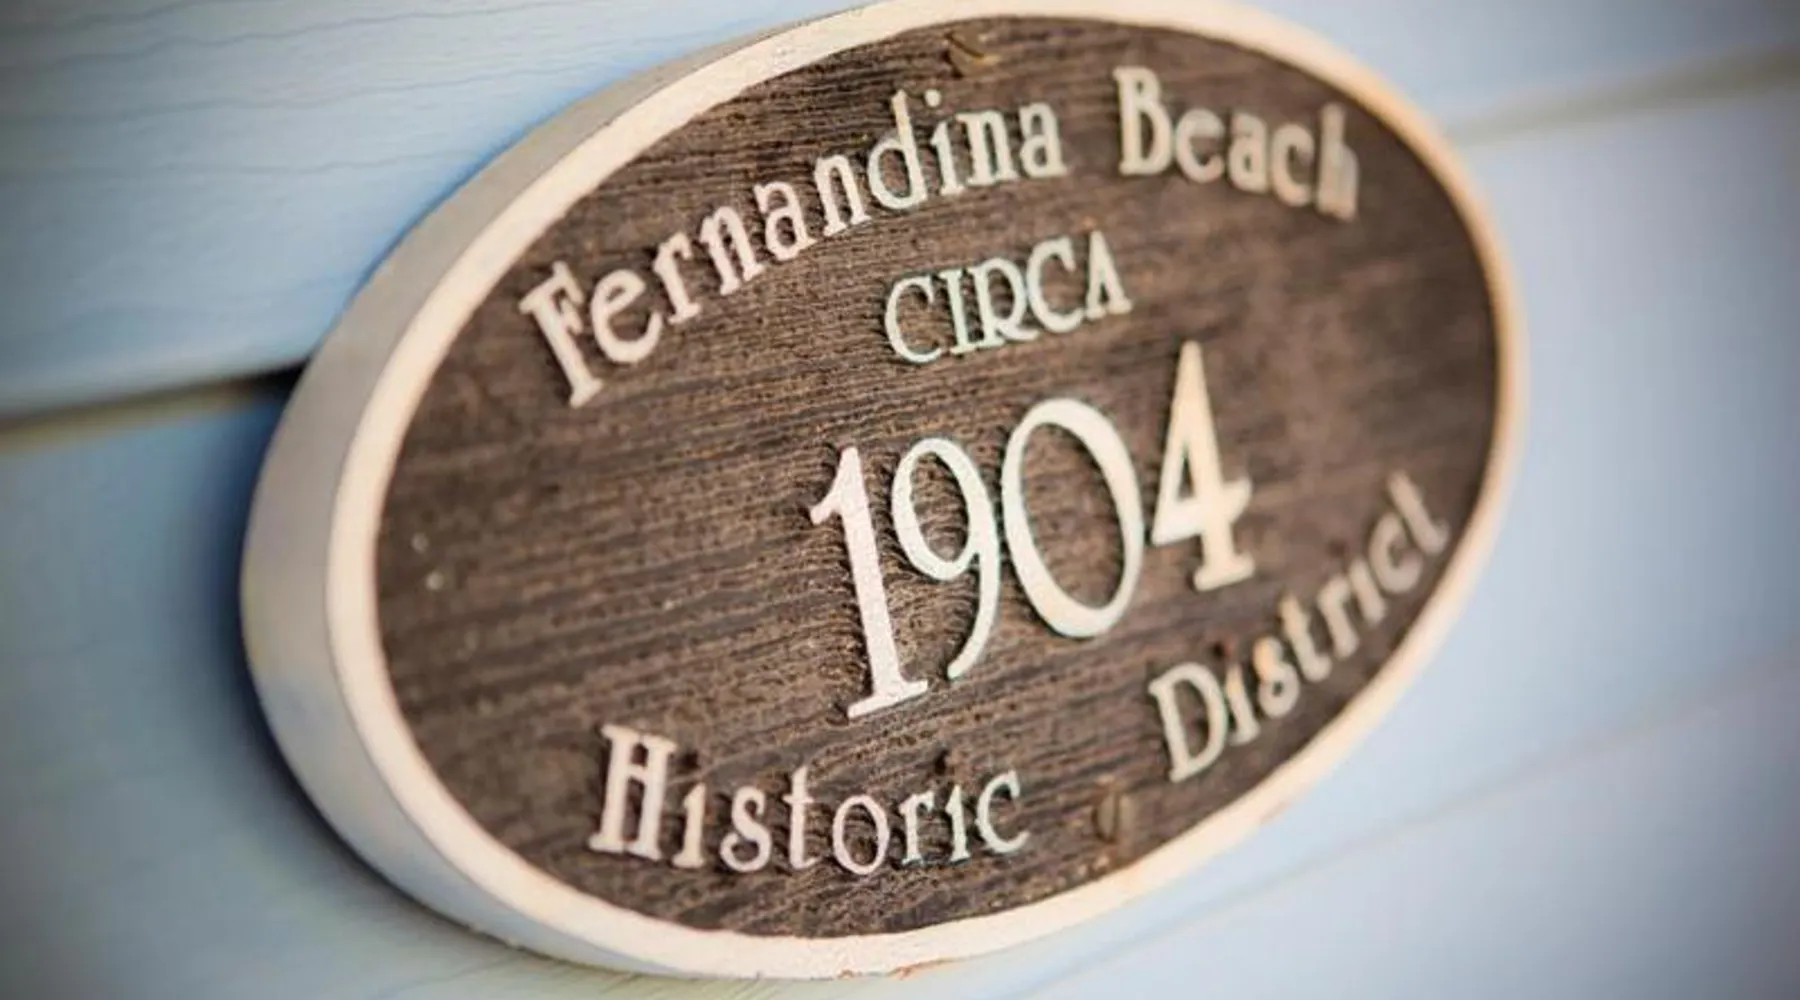 Fernandina Beach
CIRCA
1904
Historic District